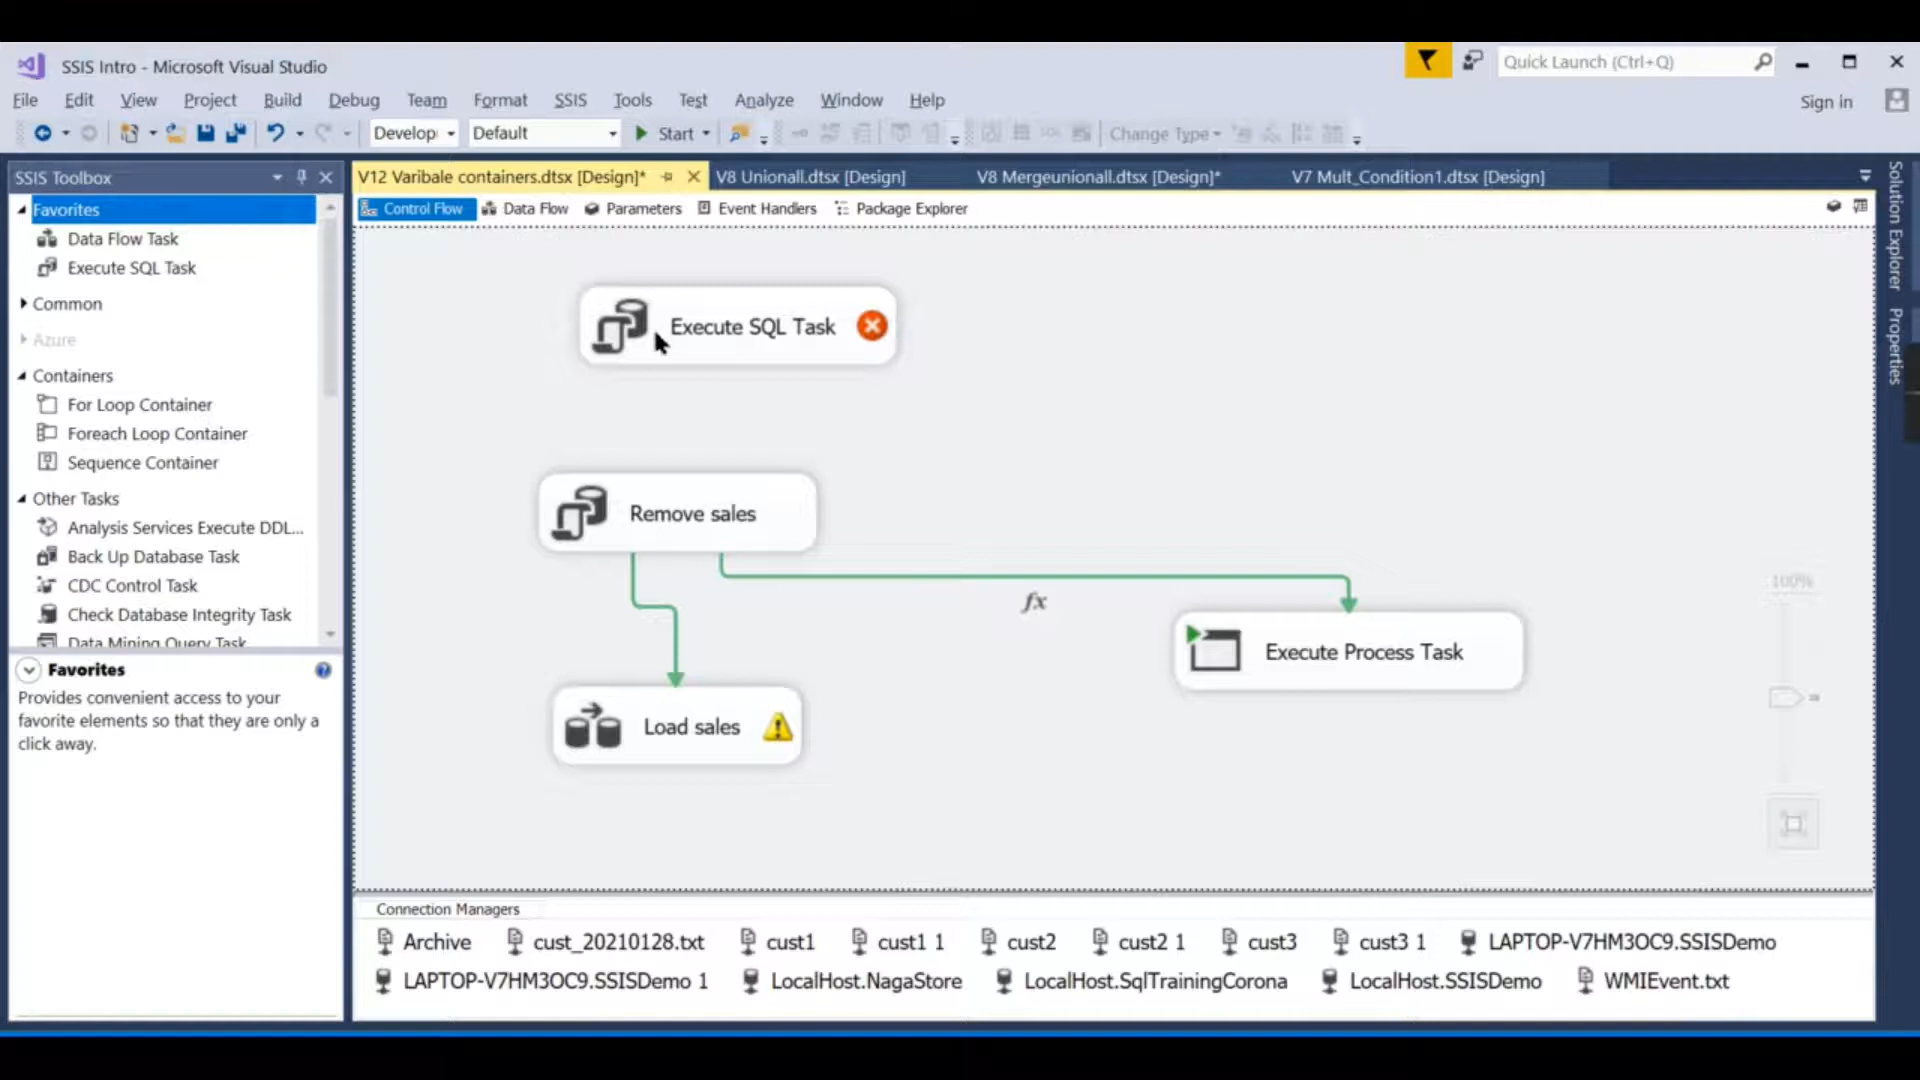 SSIS Intro - Microsoft Visual Studio
Quick Launch (Ctrl+Q)
File Edit View Project Build Debug Team Format SSIS Tools Test Analyze Window Help
Sign in
Develop Default Start Change Type
SSIS Toolbox
V12 Varibale containers.dtsx [Design]* V8 Unionall.dtsx [Design] V8 Mergeunionall.dtsx [Design]* V7 Mult_Condition1.dtsx [Design]
Control Flow Data Flow Parameters Event Handlers Package Explorer
Solution Explorer
Properties
Favorites
Data Flow Task
Execute SQL Task
Common
Azure
Containers
For Loop Container
Foreach Loop Container
Sequence Container
Other Tasks
Analysis Services Execute DDL...
Back Up Database Task
CDC Control Task
Check Database Integrity Task
Data Mining Query Task
Favorites
Provides convenient access to your
favorite elements so that they are only a
click away.
Execute SQL Task
Remove sales
fx
Execute Process Task
Load sales
100%
Connection Managers
Archive cust_20210128.txt cust1 cust1 1 cust2 cust2 1 cust3 cust3 1 LAPTOP-V7HM3OC9.SSISDemo
LAPTOP-V7HM3OC9.SSISDemo 1 LocalHost.NagaStore LocalHost.SqlTrainingCorona LocalHost.SSISDemo WMIEvent.txt